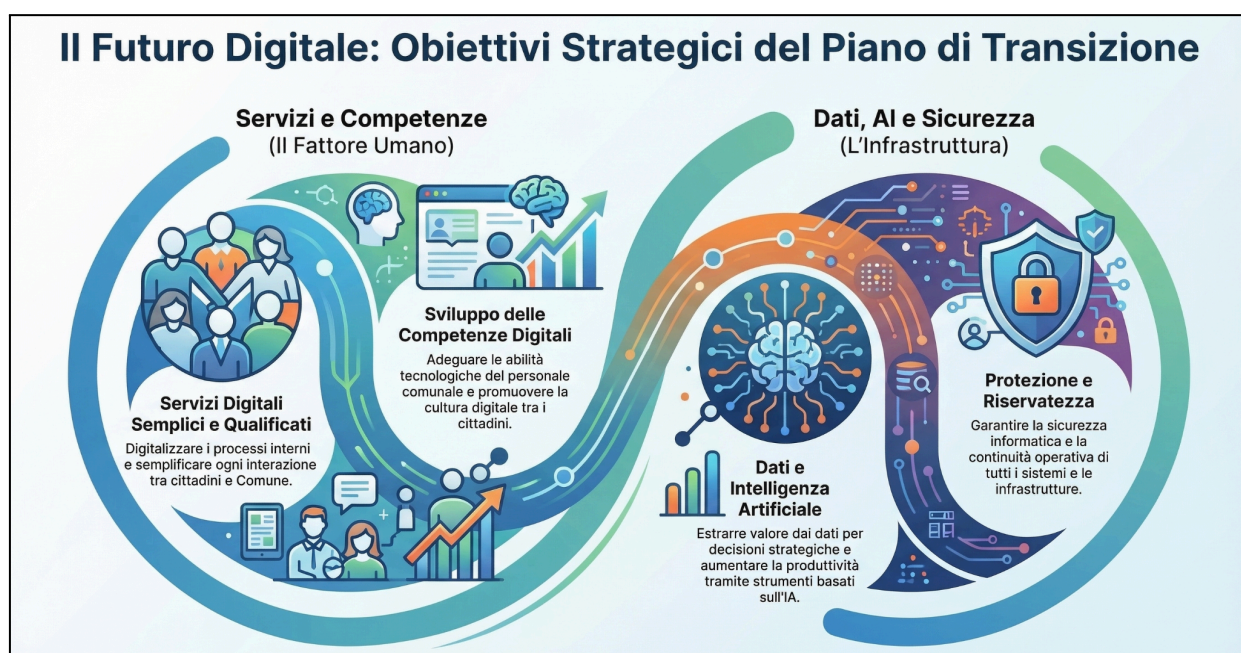 Il Futuro Digitale: Obiettivi Strategici del Piano di Transizione
Servizi e Competenze
(Il Fattore Umano)
Servizi Digitali
Semplici e Qualificati
Digitalizzare i processi interni
e semplificare ogni interazione
tra cittadini e Comune.
Sviluppo delle
Competenze Digitali
Adeguare le abilità
tecnologiche del personale
comunale e promuovere la
cultura digitale tra i
cittadini.
Dati, AI e Sicurezza
(L'Infrastruttura)
Dati e
Intelligenza
Artificiale
Estrarre valore dai dati per
decisioni strategiche e
aumentare la produttività
tramite strumenti basati
sull'IA.
Protezione e
Riservatezza
Garantire la sicurezza
informatica e la
continuità operativa di
tutti i sistemi e le
infrastrutture.